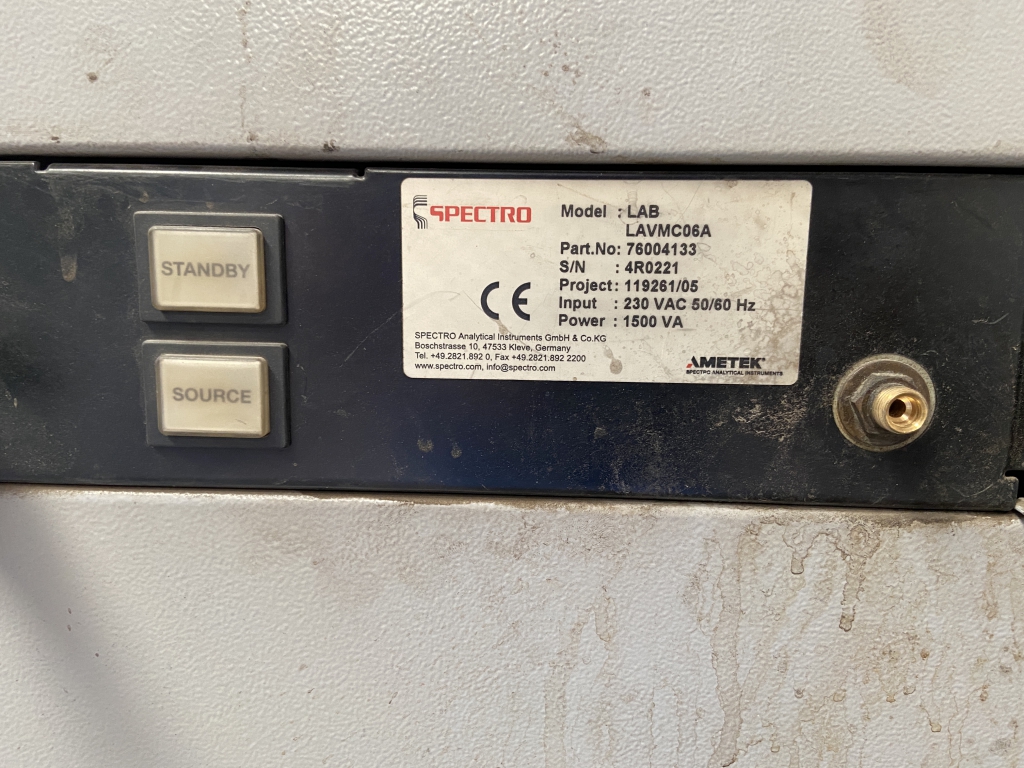 STANDBY
SOURCE
SPECTRO
Model : LAB
LAVMC06A
Part.No: 76004133
S/N : 4R0221
Project: 119261/05
Input : 230 VAC 50/60 Hz
Power : 1500 VA
CE
SPECTRO Analytical Instruments GmbH & Co.KG
Boschstrasse 10, 47533 Kleve, Germany
Tel. +49.2821.892 0, Fax +49.2821.892 2200
www.spectro.com, info@spectro.com
AMETEK®
SPECTRO ANALYTICAL INSTRUMENTS